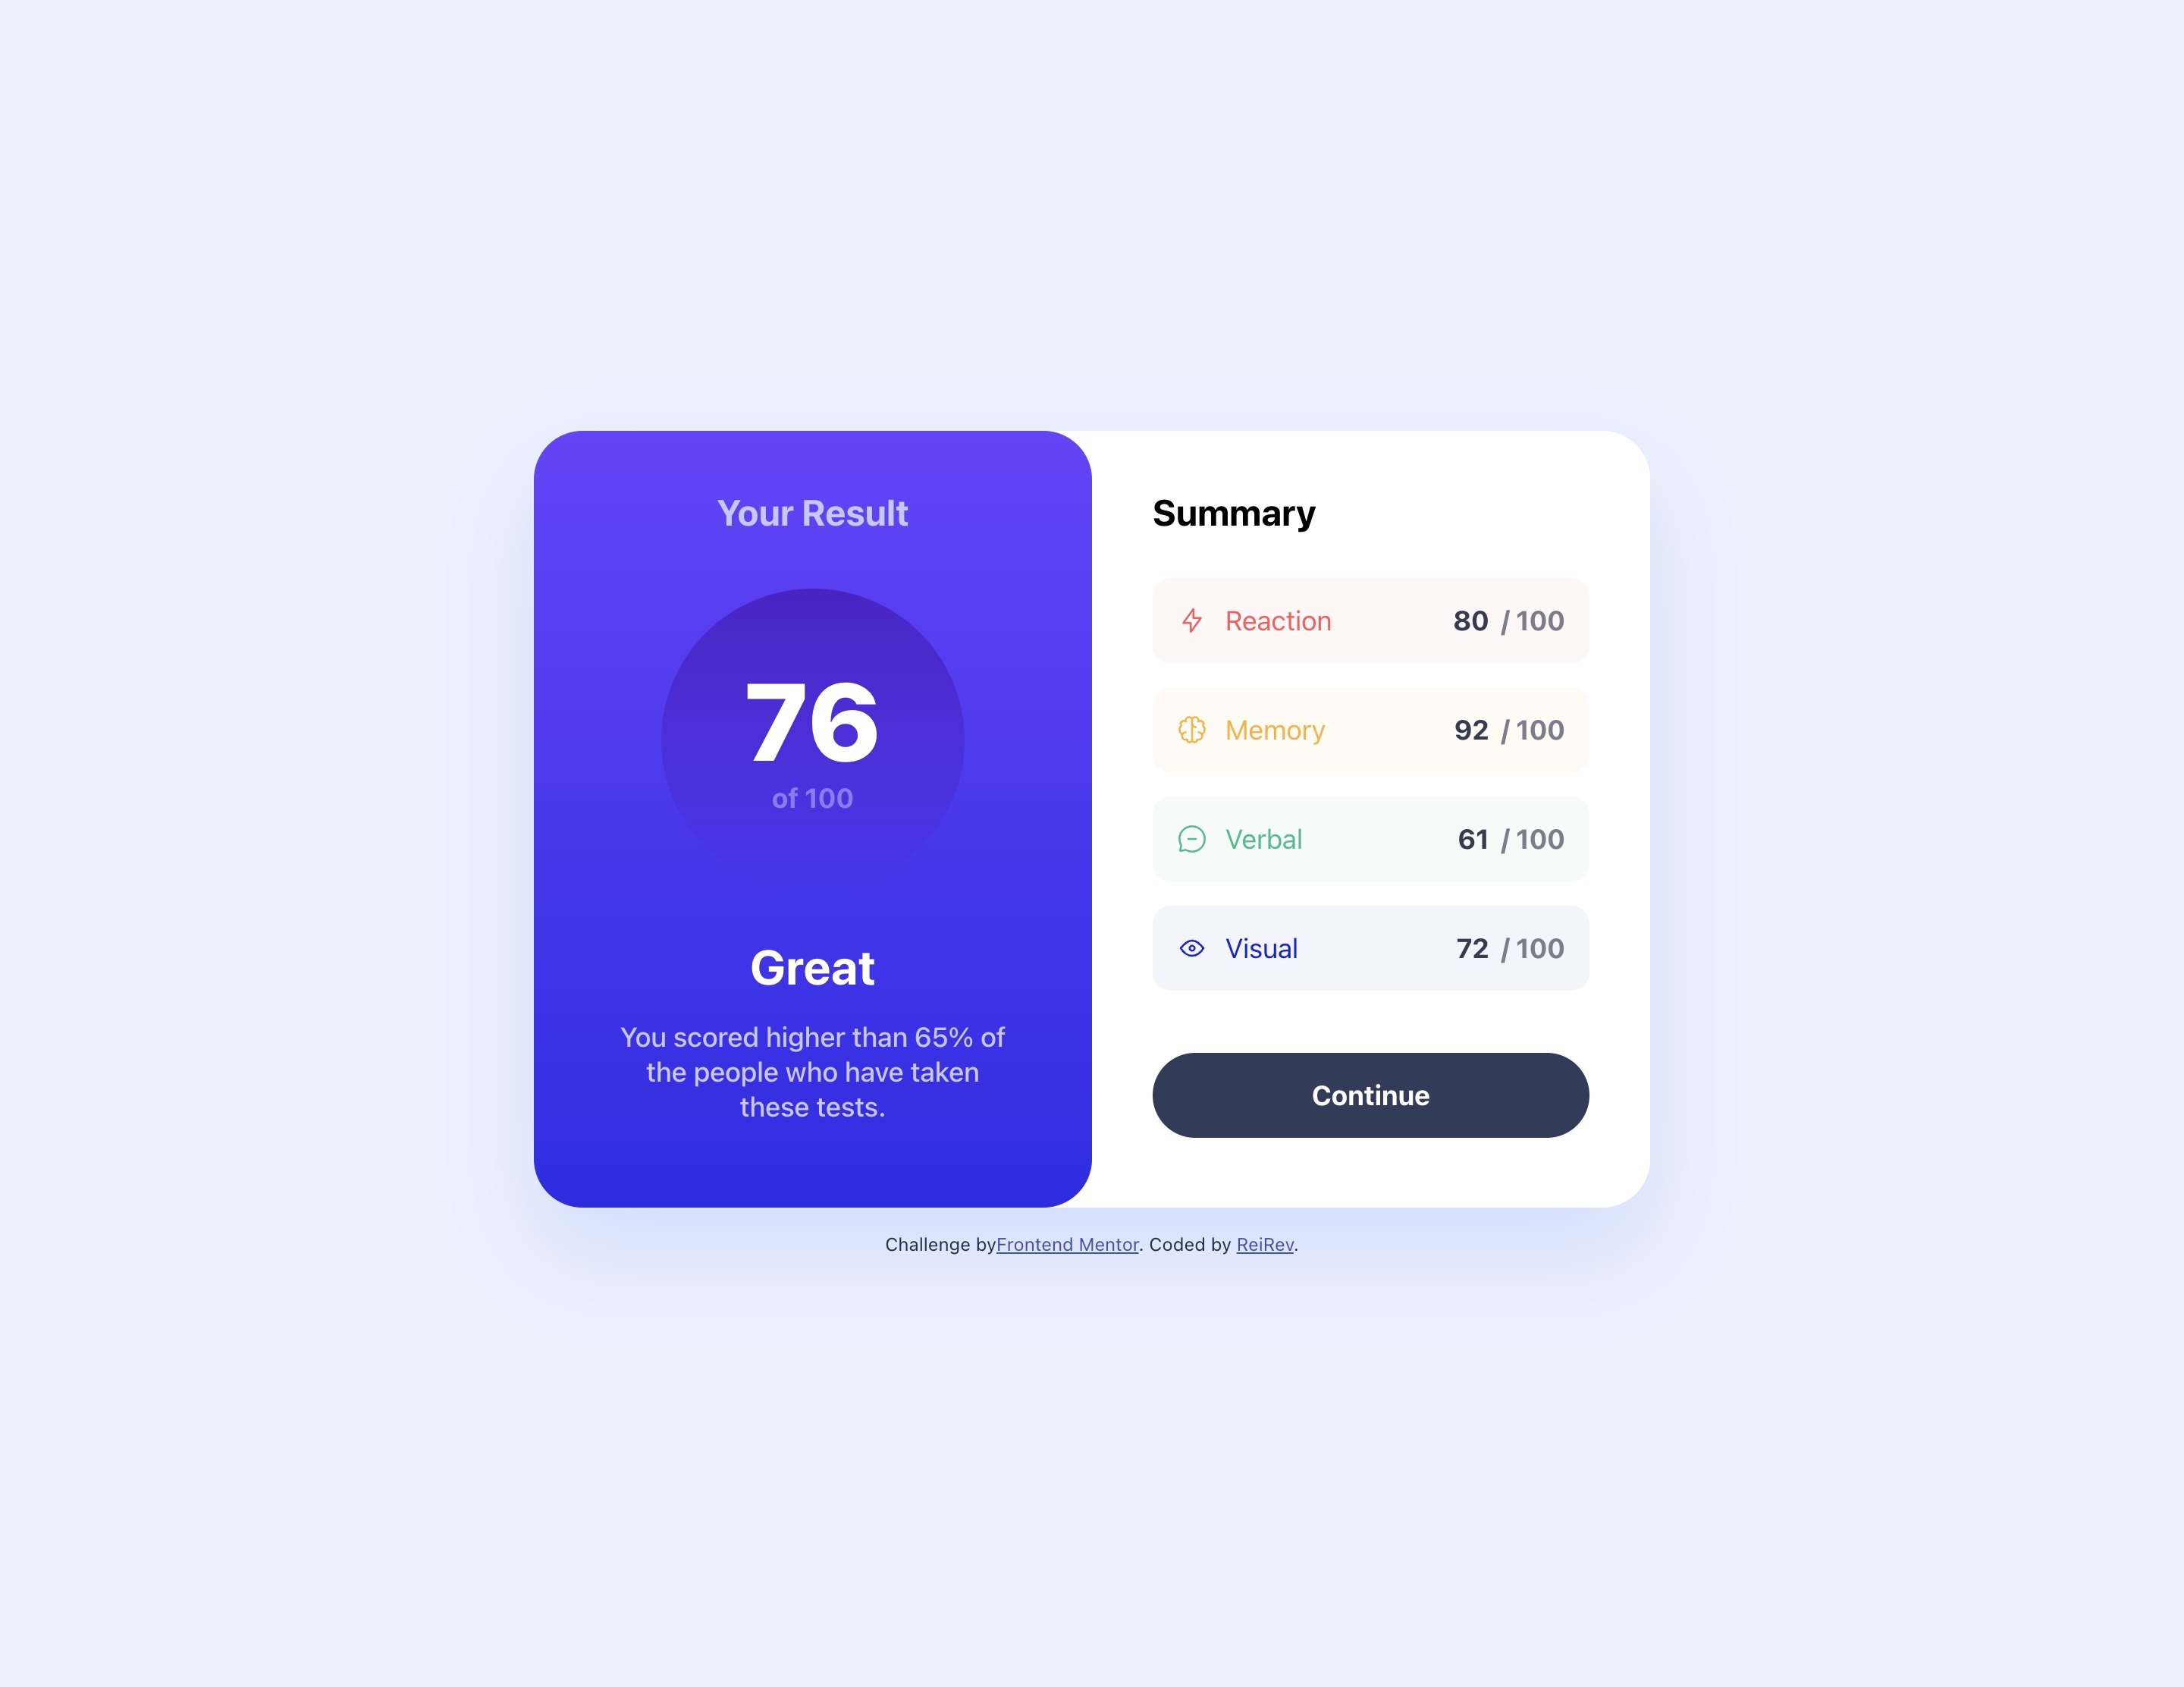 Your Result
76
of 100
Great
You scored higher than 65% of
the people who have taken
these tests.
Summary
Reaction 80 / 100
Memory 92 / 100
Verbal 61 / 100
Visual 72 / 100
Continue
Challenge byFrontend Mentor. Coded by ReiRev.